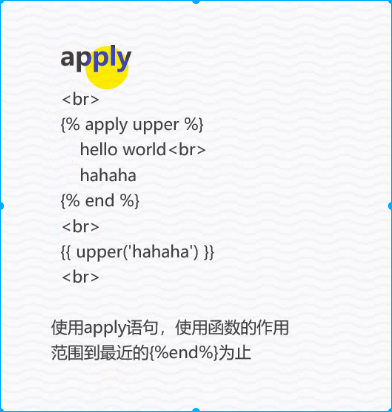 apply
<br>
{% apply upper %}
hello world<br>
hahaha
{% end %}
<br>
{{ upper('hahaha') }}
<br>
使用apply语句，使用函数的作用
范围到最近的{%end%}为止